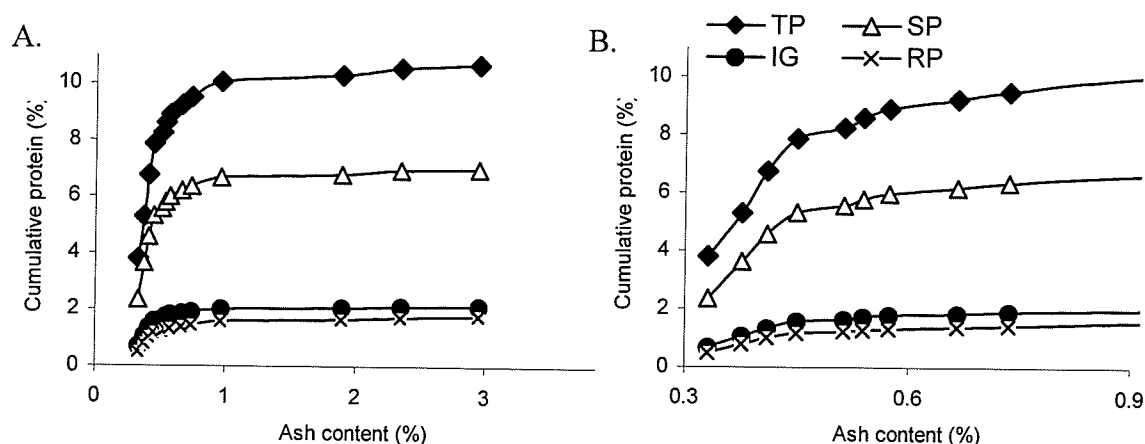 A.
10
8
6
4
2
0
Cumulative protein (%)
0 1 2 3
Ash content (%)
B.
TP SP
IG RP
10
8
6
4
2
0
Cumulative protein (%)
0.3 0.6 0.9
Ash content (%)